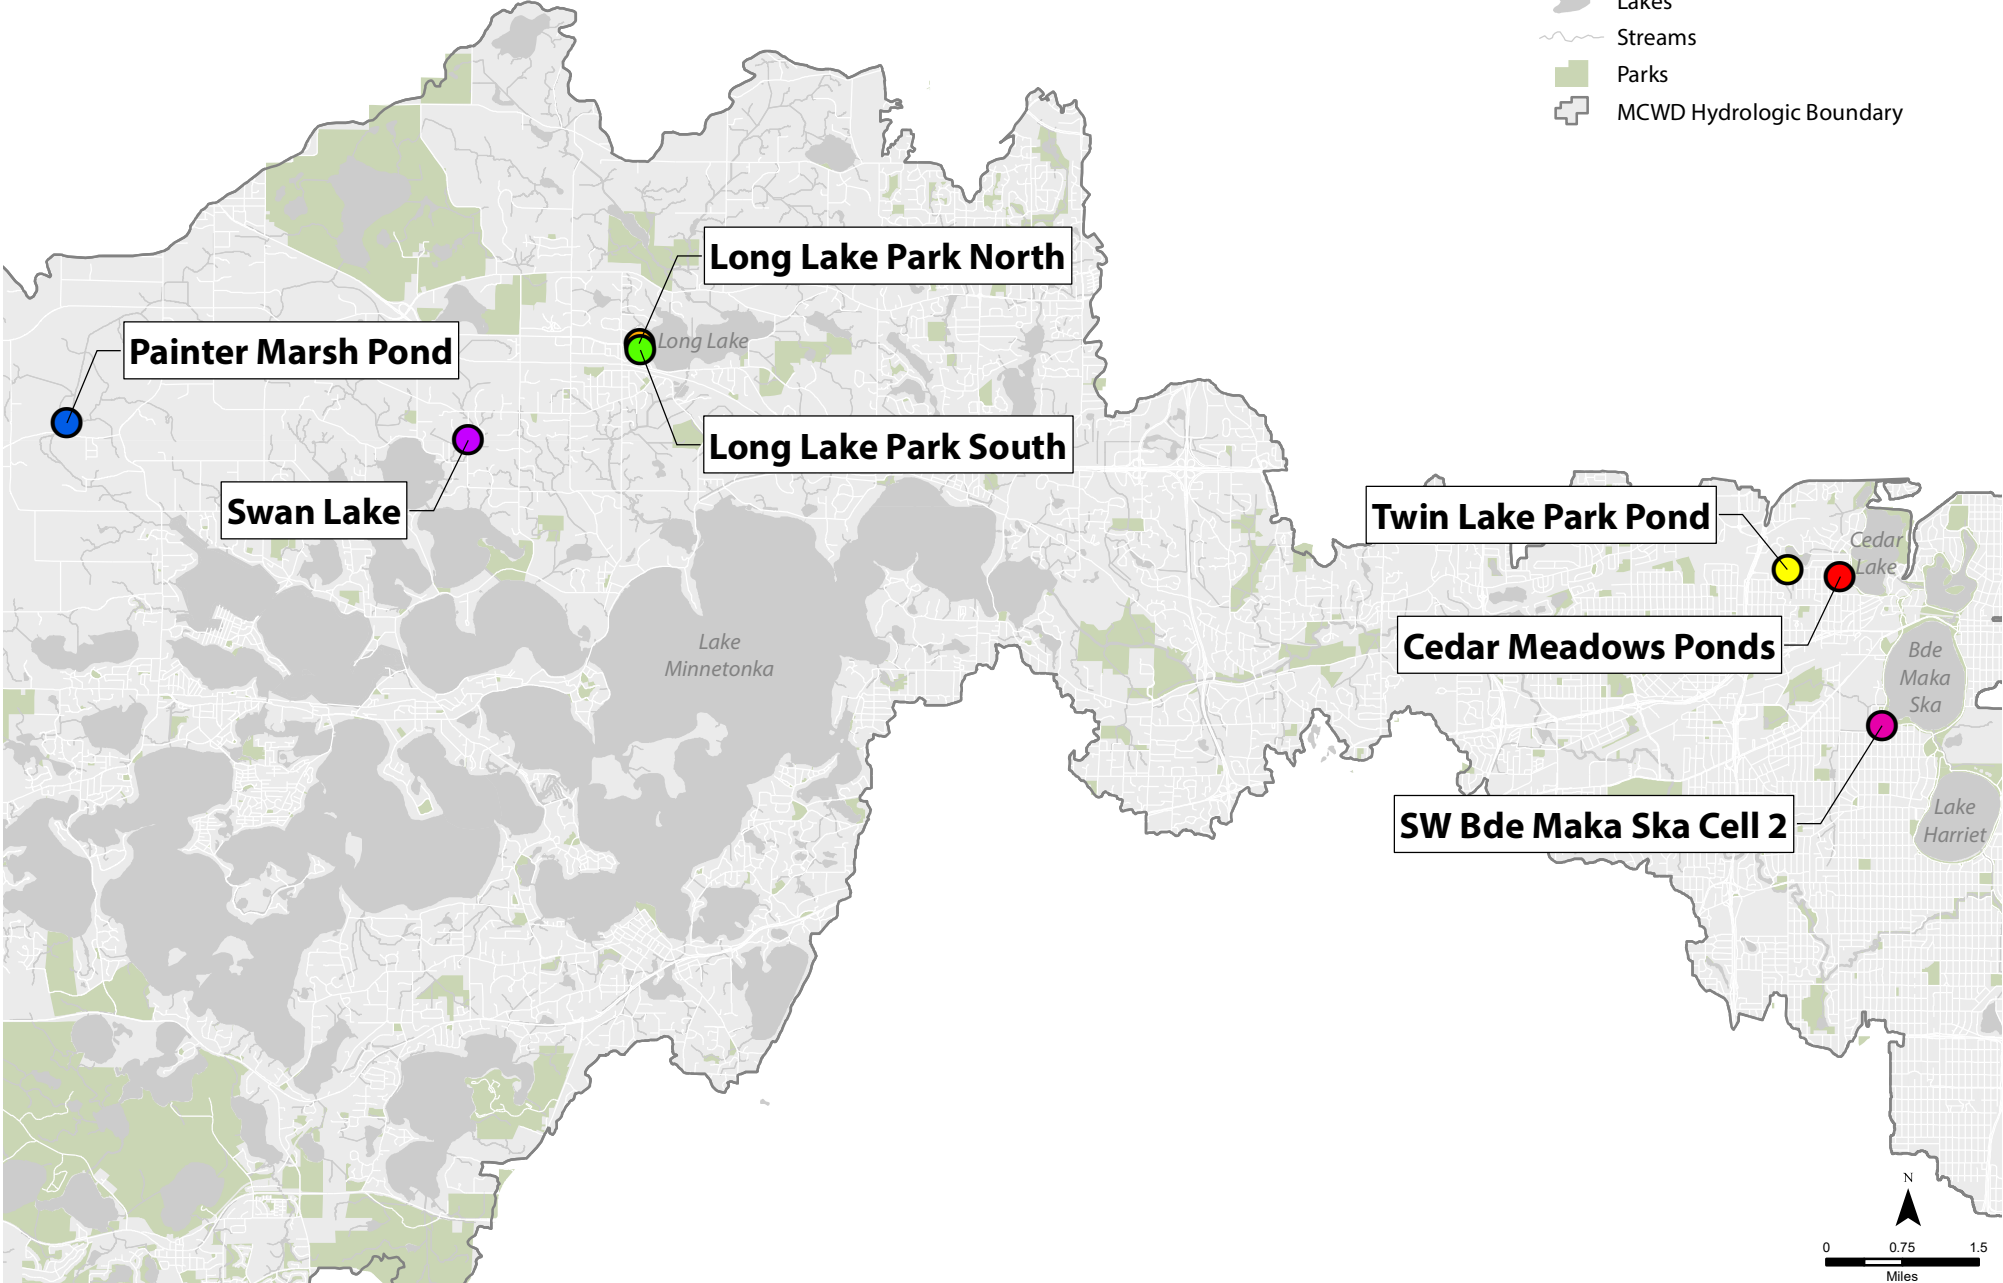 Lakes
Streams
Parks
MCWD Hydrologic Boundary
Long Lake Park North
Long Lake
Painter Marsh Pond
Long Lake Park South
Swan Lake
Twin Lake Park Pond
Cedar
Lake
Cedar Meadows Ponds
Lake
Minnetonka
Bde
Maka
Ska
SW Bde Maka Ska Cell 2
Lake
Harriet
N
0 0.75 1.5
Miles